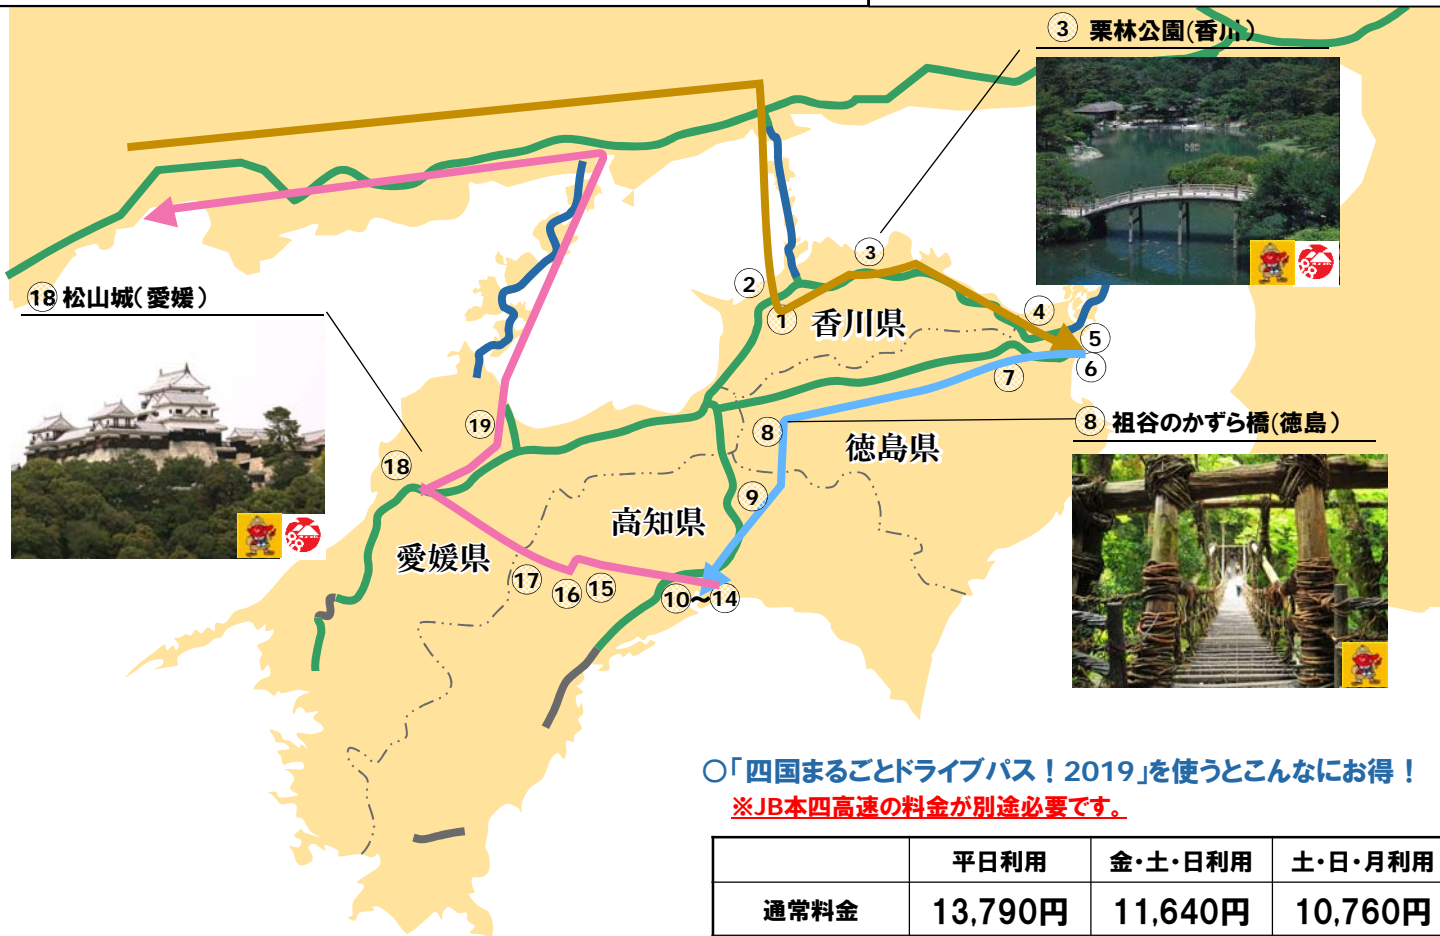 ③ 栗林公園(香川)
⑱ 松山城(愛媛)
③
②
①
香川県
④
⑤
⑥
⑦
⑧ 祖谷のかずら橋(徳島)
⑧
徳島県
⑲
⑱
⑨
高知県
愛媛県
⑰
⑯
⑮
⑩~⑭
○「四国まるごとドライブパス！2019」を使うとこんなにお得！
※JB本四高速の料金が別途必要です。
平日利用 金・土・日利用 土・日・月利用
通常料金 13,790円 11,640円 10,760円